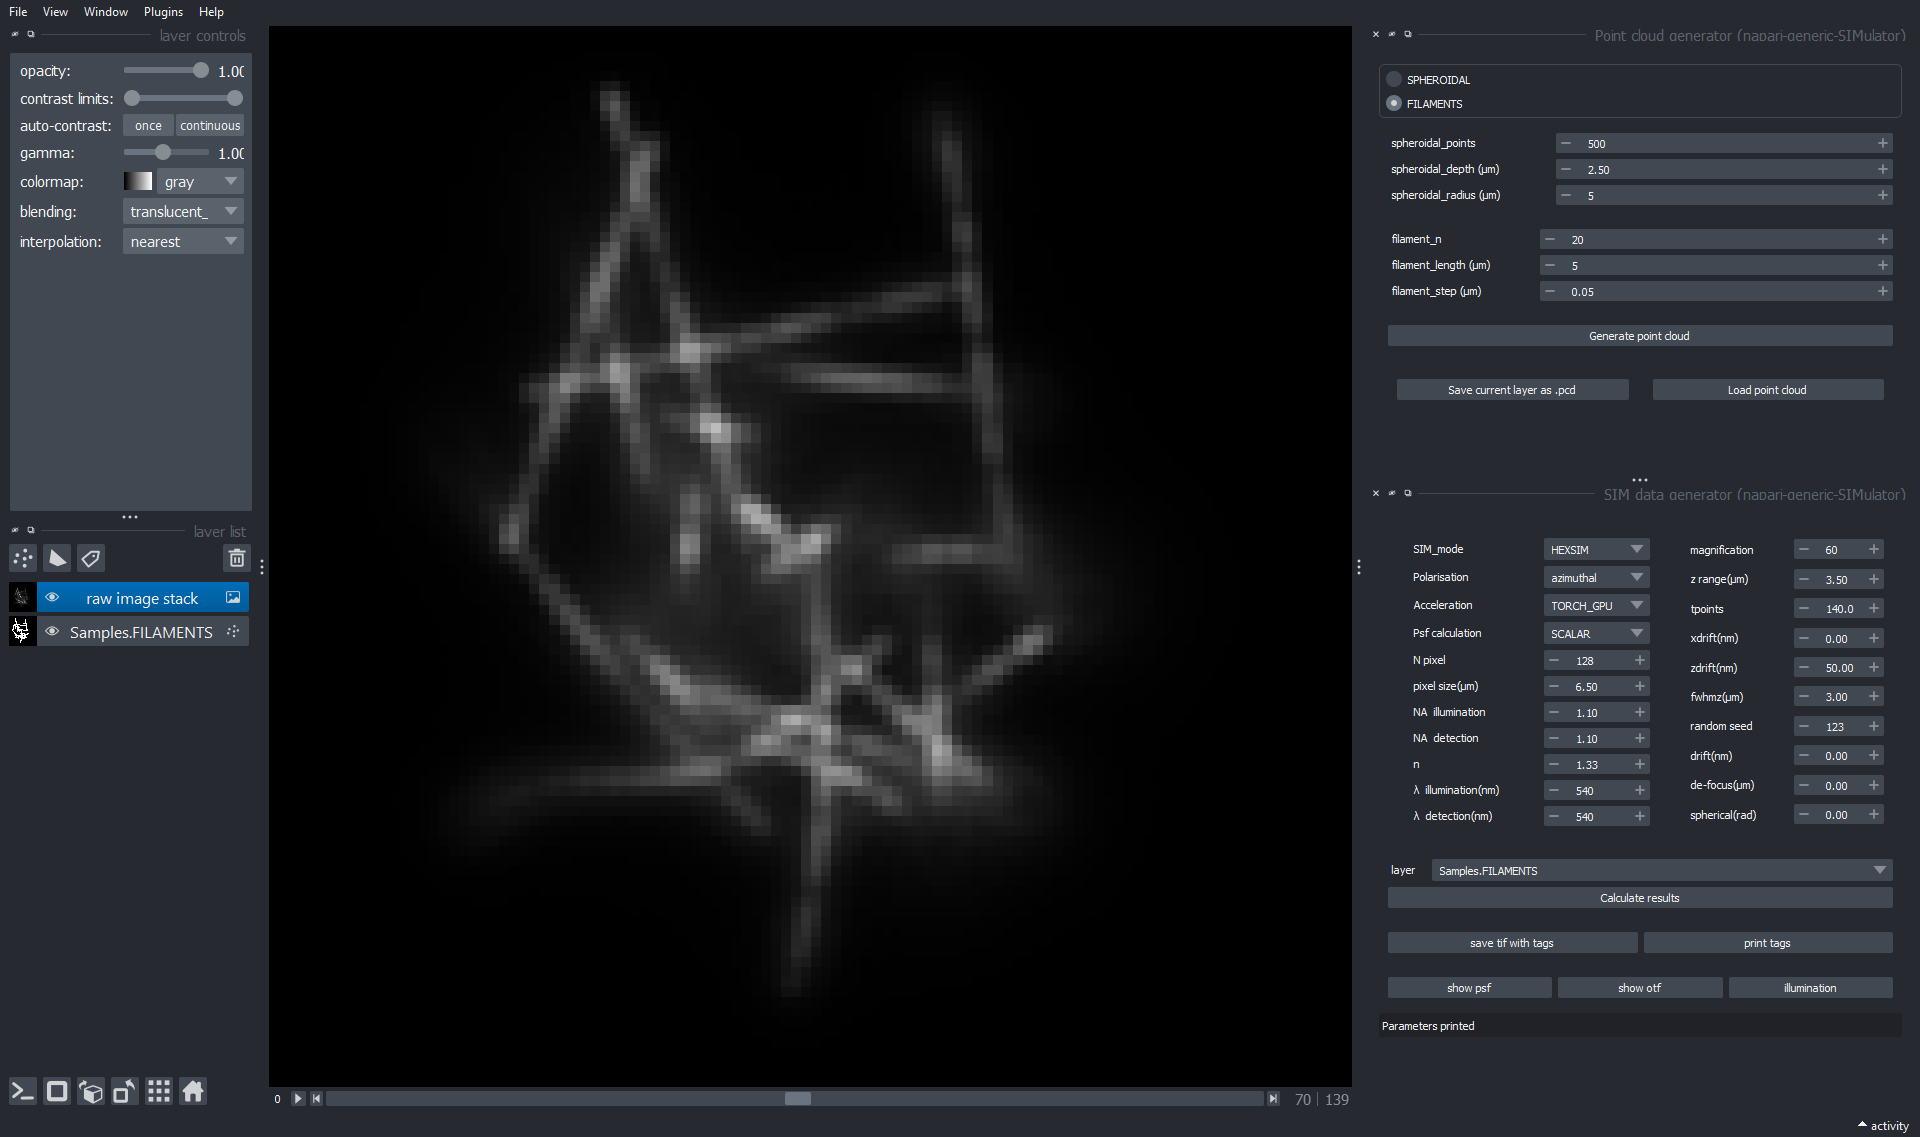 File View Window Plugins Help
layer controls
opacity: 1.00
contrast limits:
auto-contrast: once continuous
gamma: 1.00
colormap: gray
blending: translucent_
interpolation: nearest
layer list
raw image stack
Samples.FILAMENTS
0 70 139
Point cloud generator (napari-generic-SIMulator)
SPHEROIDAL
FILAMENTS
spheroidal_points 500
spheroidal_depth (μm) 2.50
spheroidal_radius (μm) 5
filament_n 20
filament_length (μm) 5
filament_step (μm) 0.05
Generate point cloud
Save current layer as .pcd Load point cloud
SIM data generator (napari-generic-SIMulator)
SIM_mode HEXSIM magnification 60
Polarisation azimuthal z range(μm) 3.50
Acceleration TORCH_GPU tpoints 140.0
Psf calculation SCALAR xdrift(nm) 0.00
N pixel 128 zdrift(nm) 50.00
pixel size(μm) 6.50 fwhmz(μm) 3.00
NA illumination 1.10 random seed 123
NA detection 1.10 drift(nm) 0.00
n 1.33 de-focus(μm) 0.00
λ illumination(nm) 540 spherical(rad) 0.00
λ detection(nm) 540
layer Samples.FILAMENTS
Calculate results
save tif with tags print tags
show psf show otf illumination
Parameters printed
activity